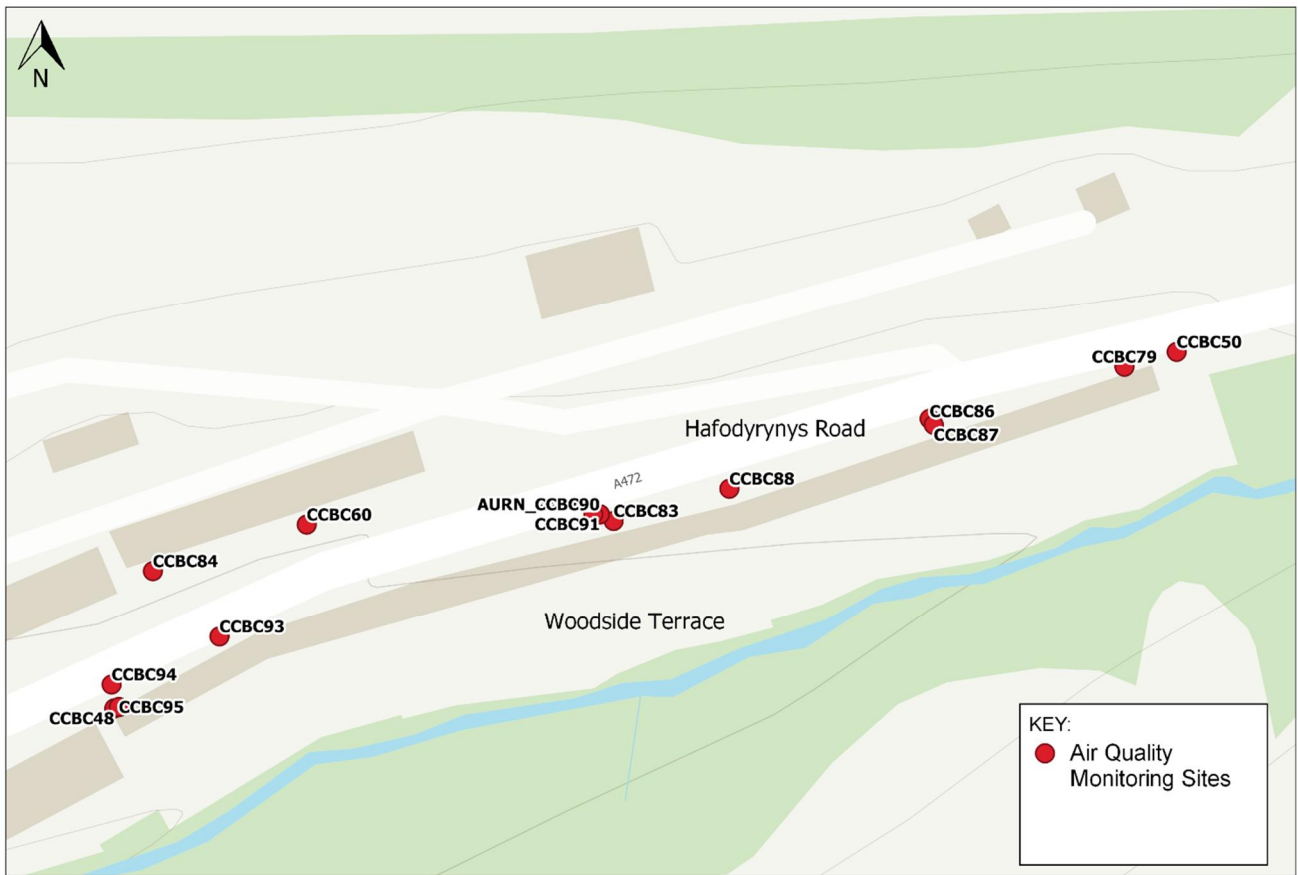 N
CCBC50
CCBC79
CCBC86
Hafodyrynys Road
CCBC87
A472
CCBC88
AURN_CCBC90
CCBC83
CCBC91
CCBC60
CCBC84
Woodside Terrace
CCBC93
CCBC94
CCBC95
CCBC48
KEY:
Air Quality
Monitoring Sites